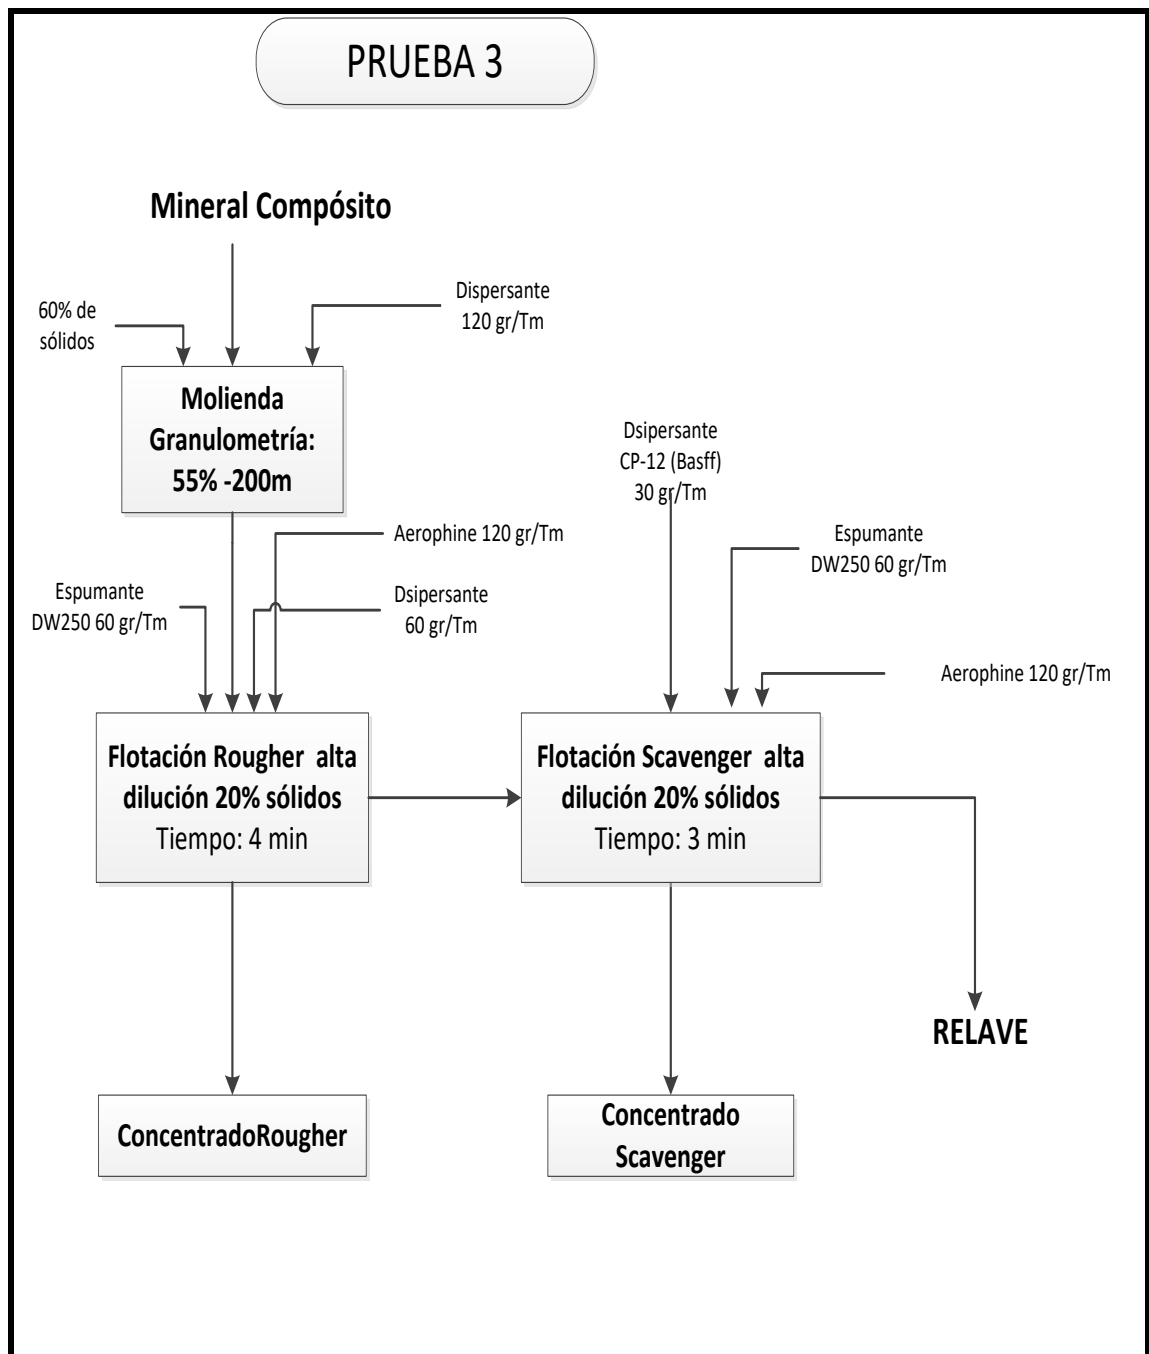 PRUEBA 3
Mineral Compósito
60% de
sólidos
Dispersante
120 gr/Tm
Molienda
Granulometría:
55% -200m
Dsipersante
CP-12 (Basff)
30 gr/Tm
Aerophine 120 gr/Tm
Espumante
DW250 60 gr/Tm
Espumante
DW250 60 gr/Tm
Dsipersante
60 gr/Tm
Aerophine 120 gr/Tm
Flotación Rougher alta
dilución 20% sólidos
Tiempo: 4 min
Flotación Scavenger alta
dilución 20% sólidos
Tiempo: 3 min
RELAVE
ConcentradoRougher
Concentrado
Scavenger